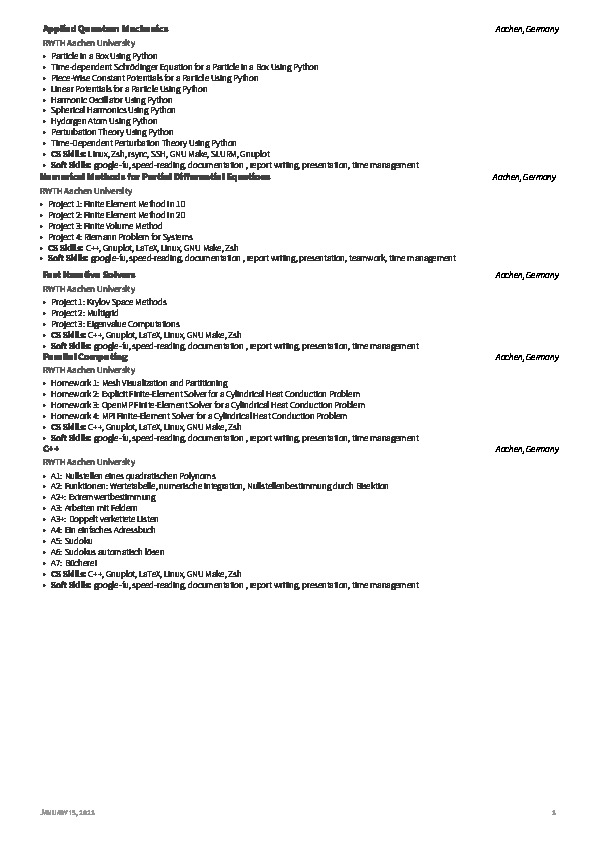 Applied Quantum Mechanics Aachen, Germany
RWTH Aachen University
• Particle in a Box Using Python
• Time-dependent Schrödinger Equation for a Particle in a Box Using Python
• Piece-Wise Constant Potentials for a Particle Using Python
• Linear Potentials for a Particle Using Python
• Harmonic Oscillator Using Python
• Spherical Harmonics Using Python
• Hydorgen Atom Using Python
• Perturbation Theory Using Python
• Time-Dependent Perturbation Theory Using Python
• CS Skills: Linux, Zsh, rsync, SSH, GNU Make, SLURM, Gnuplot
• Soft Skills: google-fu, speed-reading, documentation , report writing, presentation, time management
Numerical Methods for Partial Differential Equations Aachen, Germany
RWTH Aachen University
• Project 1: Finite Element Method in 1D
• Project 2: Finite Element Method in 2D
• Project 3: Finite Volume Method
• Project 4: Riemann Problem for Systems
• CS Skills: C++, Gnuplot, LaTeX, Linux, GNU Make, Zsh
• Soft Skills: google-fu, speed-reading, documentation , report writing, presentation, teamwork, time management
Fast Iterative Solvers Aachen, Germany
RWTH Aachen University
• Project 1: Krylov Space Methods
• Project 2: Multigrid
• Project 3: Eigenvalue Computations
• CS Skills: C++, Gnuplot, LaTeX, Linux, GNU Make, Zsh
• Soft Skills: google-fu, speed-reading, documentation , report writing, presentation, time management
Parallel Computing Aachen, Germany
RWTH Aachen University
• Homework 1: Mesh Visualization and Partitioning
• Homework 2: Explicit Finite-Element Solver for a Cylindrical Heat Conduction Problem
• Homework 3: OpenMP Finite-Element Solver for a Cylindrical Heat Conduction Problem
• Homework 4: MPI Finite-Element Solver for a Cylindrical Heat Conduction Problem
• CS Skills: C++, Gnuplot, LaTeX, Linux, GNU Make, Zsh
• Soft Skills: google-fu, speed-reading, documentation , report writing, presentation, time management
C++ Aachen, Germany
RWTH Aachen University
• A1: Nullstellen eines quadratischen Polynoms
• A2: Funktionen: Wertetabelle, numerische Integration, Nullstellenbestimmung durch Bisektion
• A2+: Extremwertbestimmung
• A3: Arbeiten mit Feldern
• A3+: Doppelt verkettete Listen
• A4: Ein einfaches Adressbuch
• A5: Sudoku
• A6: Sudokus automatisch lösen
• A7: Bücherei
• CS Skills: C++, Gnuplot, LaTeX, Linux, GNU Make, Zsh
• Soft Skills: google-fu, speed-reading, documentation , report writing, presentation, time management
1